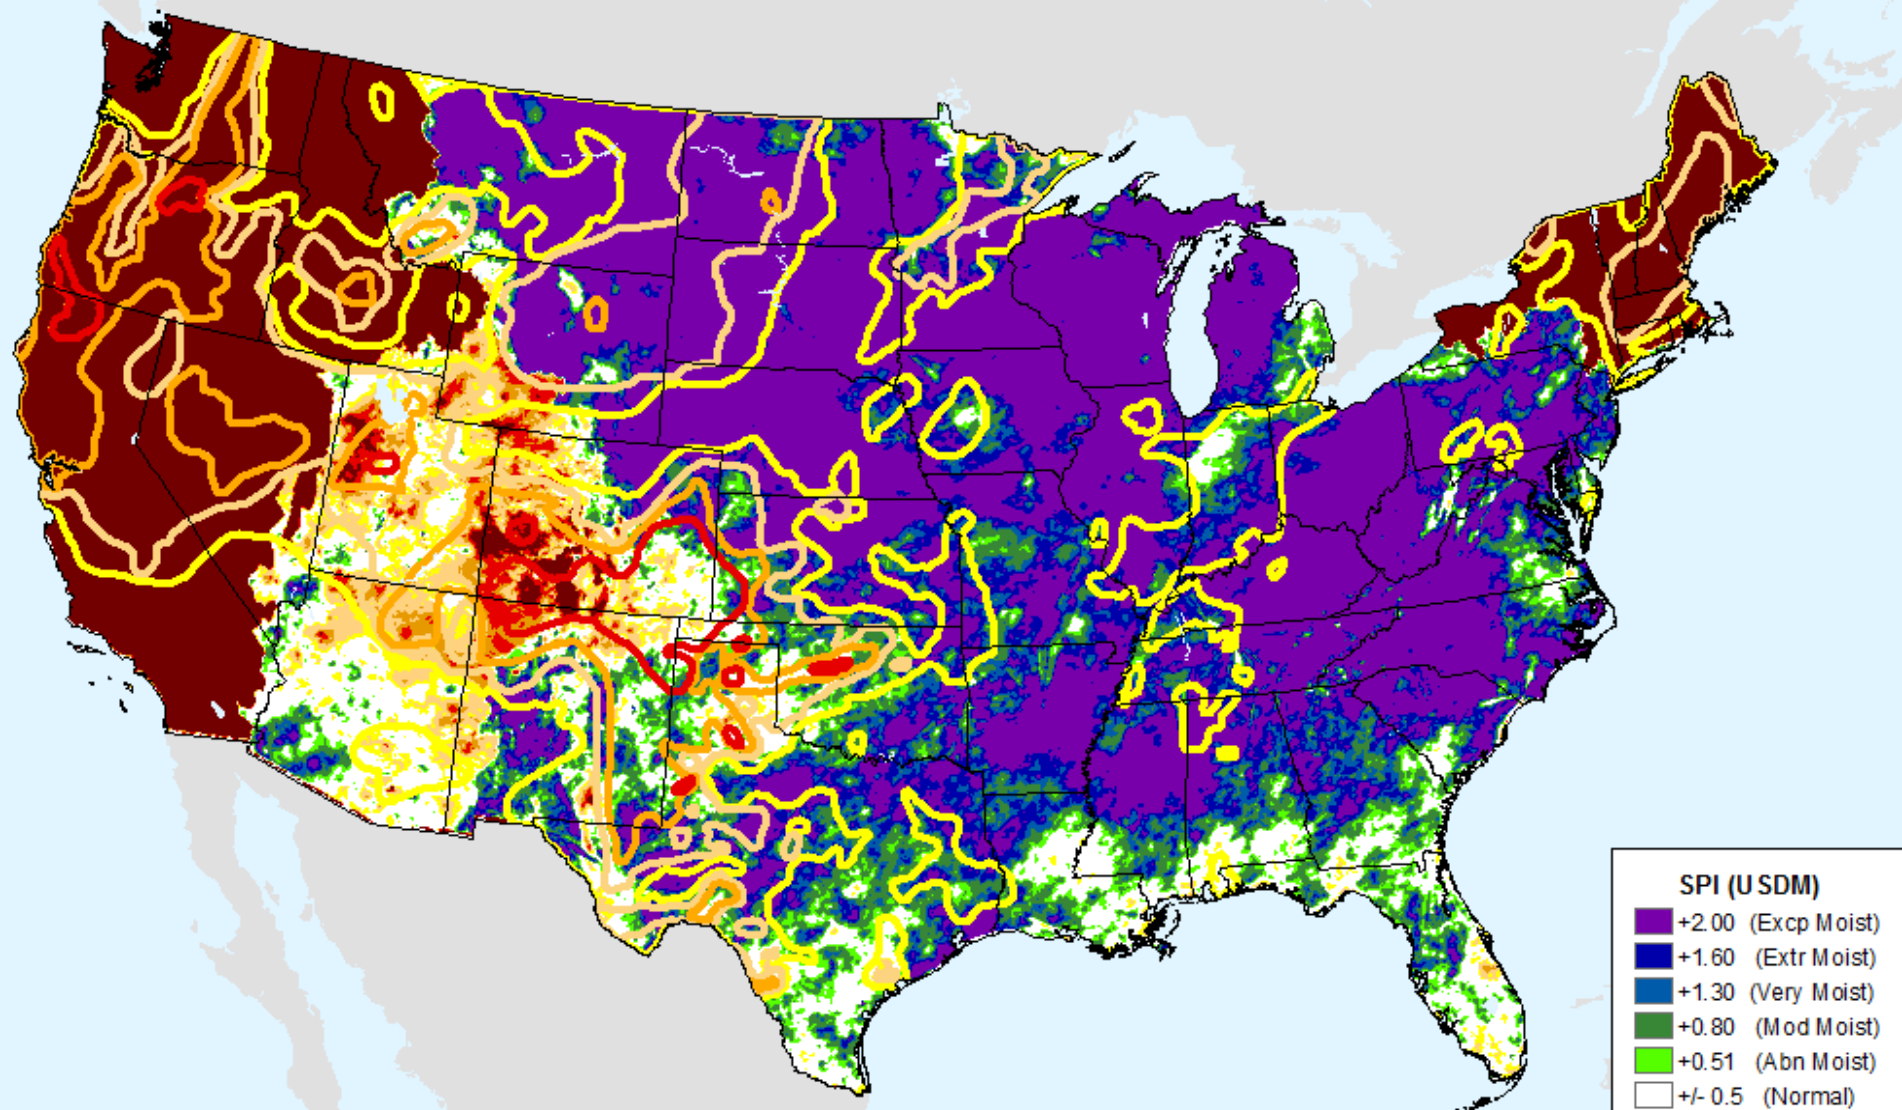 SPI (USDM)
+2.00 (Excp Moist)
+1.60 (Extr Moist)
+1.30 (Very Moist)
+0.80 (Mod Moist)
+0.51 (Abn Moist)
+/- 0.5 (Normal)